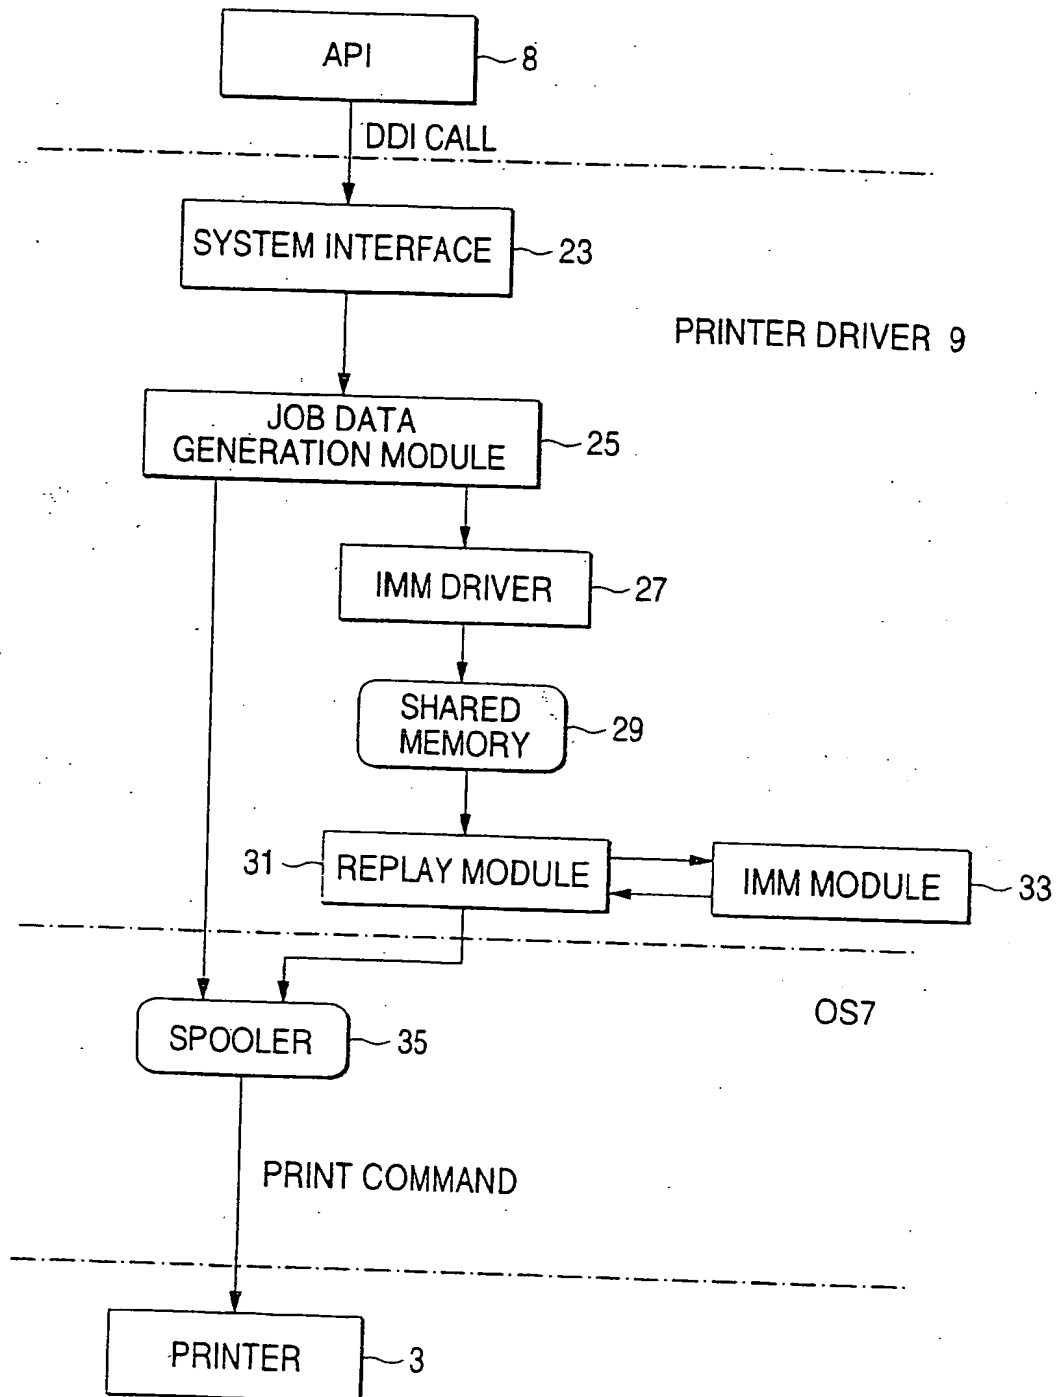 API
8
DDI CALL
SYSTEM INTERFACE
23
PRINTER DRIVER 9
JOB DATA
GENERATION MODULE
25
IMM DRIVER
27
SHARED
MEMORY
29
31
REPLAY MODULE
IMM MODULE
33
OS7
SPOOLER
35
PRINT COMMAND
PRINTER
3